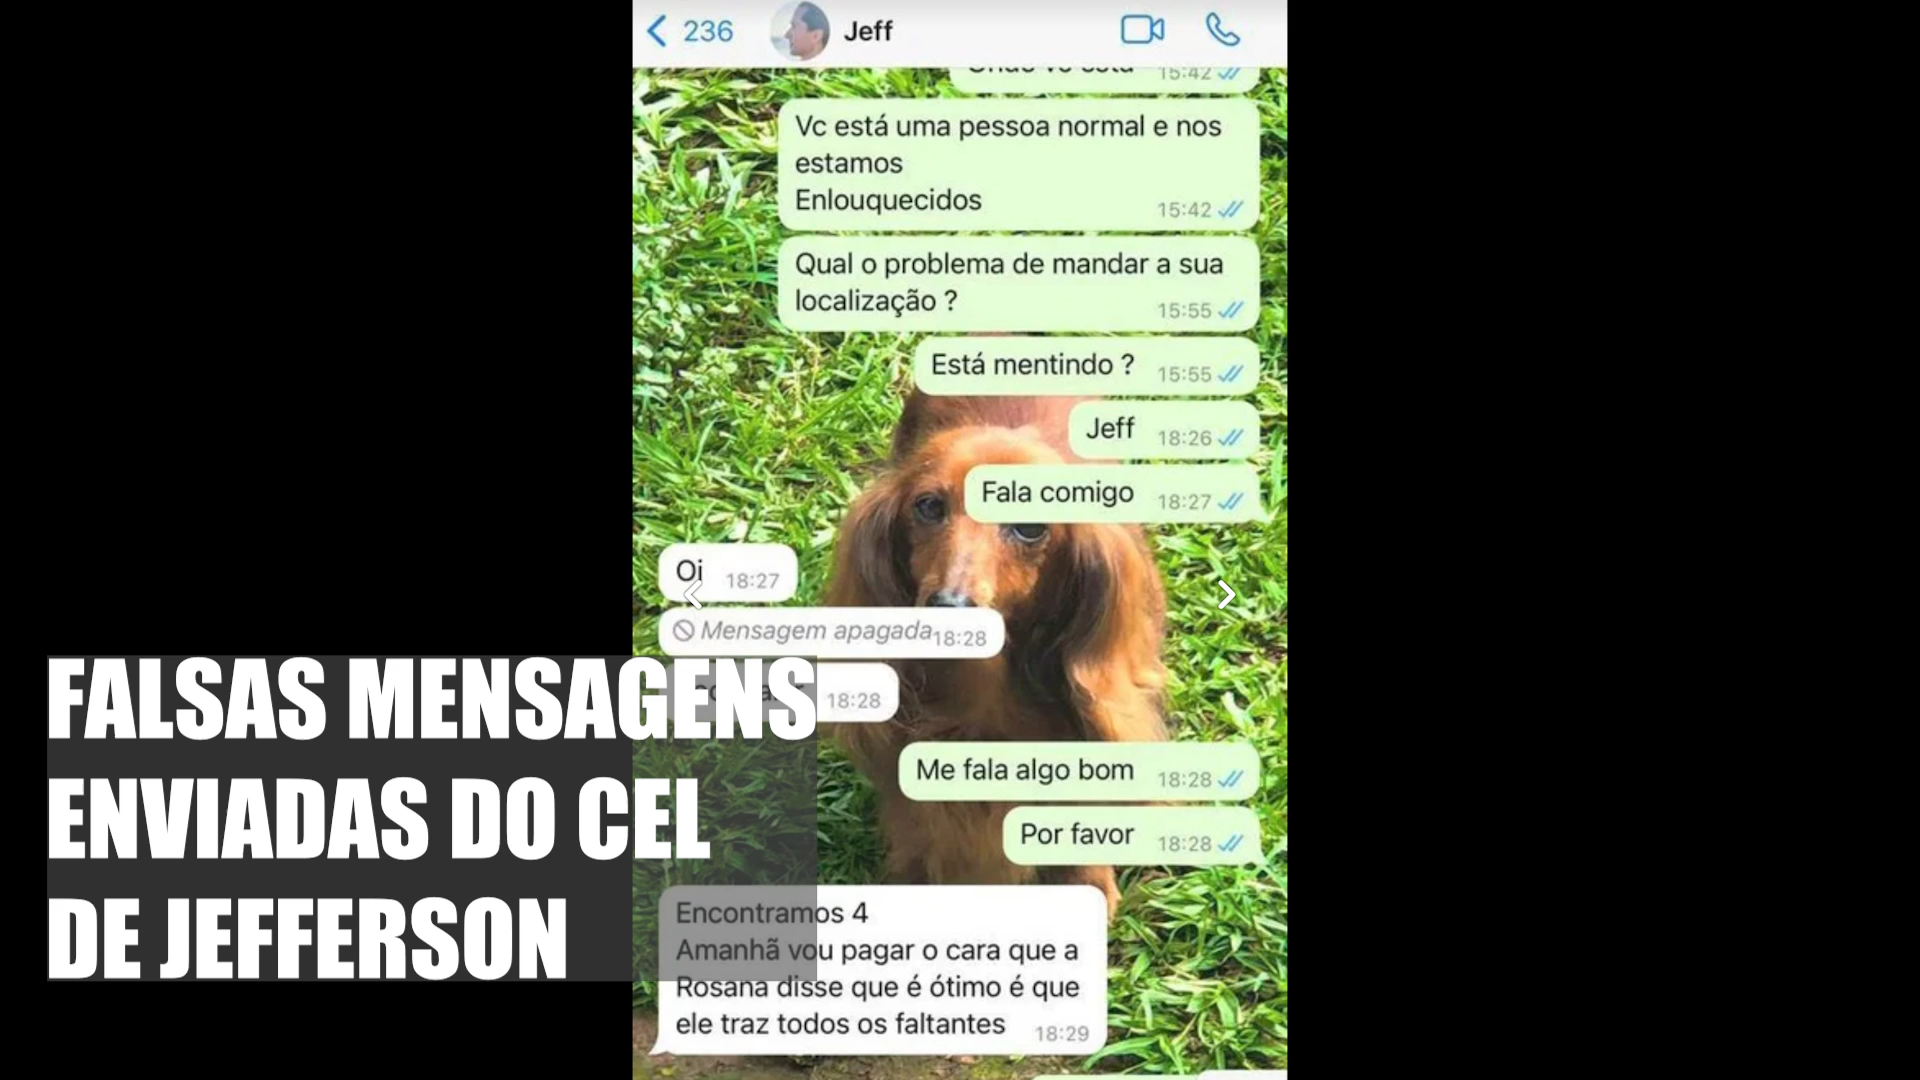 236
Jeff
15:42
Vc está uma pessoa normal e nos
estamos
Enlouquecidos
15:42
Qual o problema de mandar a sua
localização ?
15:55
Está mentindo ?
15:55
Jeff
18:26
Fala comigo
18:27
Oi
18:27
Mensagem apagada
18:28
18:28
Me fala algo bom
18:28
Por favor
18:28
Encontramos 4
Amanhã vou pagar o cara que a
Rosana disse que é ótimo é que
ele traz todos os faltantes
18:29
FALSAS MENSAGENS
ENVIADAS DO CEL
DE JEFFERSON